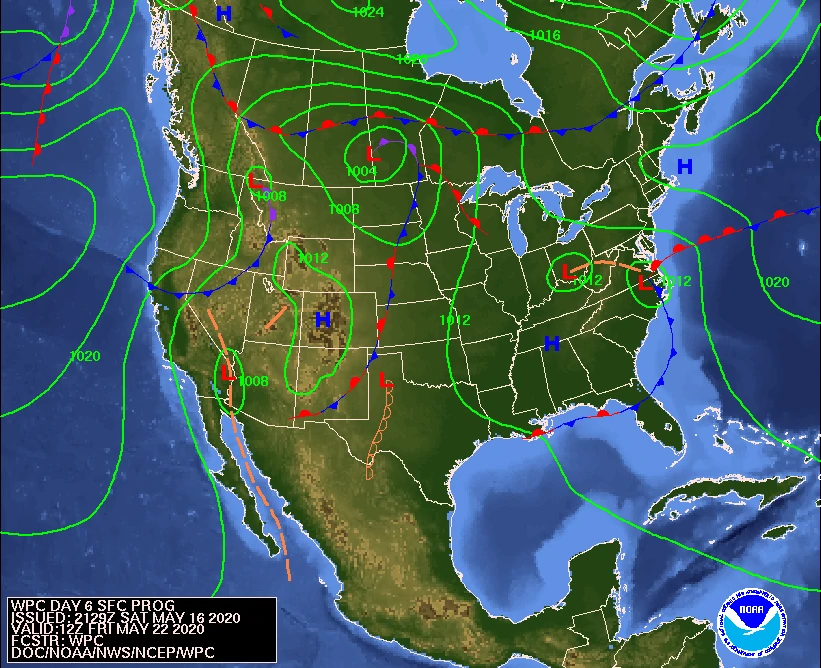 H
1024
1016
1020
L
1004
H
L
1008
1008
1012
L
1012
L
1012
1020
H
1012
H
1020
L
1008
L
WPC DAY 6 SFC PROG
ISSUED: 2129Z SAT MAY 16 2020
VALID: 12Z FRI MAY 22 2020
FCSTR: WPC
DOC/NOAA/NWS/NCEP/WPC
NOAA